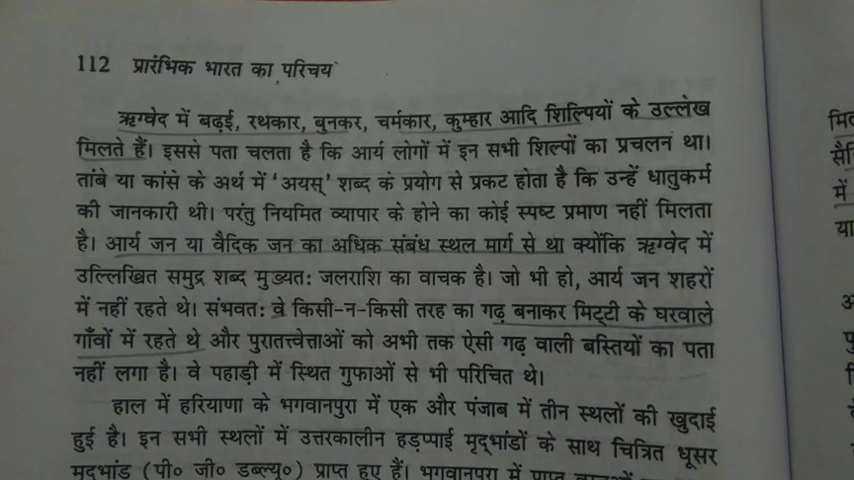 112 प्रारंभिक भारत का परिचय
ऋग्वेद में बढ़ई, रथकार, बुनकर, चर्मकार, कुम्हार आदि शिल्पियों के उल्लेख
मिलते हैं। इससे पता चलता है कि आर्य लोगों में इन सभी शिल्पों का प्रचलन था।
तांबे या कांसे के अर्थ में 'अयस्' शब्द के प्रयोग से प्रकट होता है कि उन्हें धातुकर्म
की जानकारी थी। परंतु नियमित व्यापार के होने का कोई स्पष्ट प्रमाण नहीं मिलता
है। आर्य जन या वैदिक जन का अधिक संबंध स्थल मार्ग से था क्योंकि ऋग्वेद में
उल्लिखित समुद्र शब्द मुख्यत: जलराशि का वाचक है। जो भी हो, आर्य जन शहरों
में नहीं रहते थे। संभवत: वे किसी-न-किसी तरह का गढ़ बनाकर मिट्टी के घरवाले
गाँवों में रहते थे और पुरातत्त्वेत्ताओं को अभी तक ऐसी गढ़ वाली बस्तियों का पता
नहीं लगा है। वे पहाड़ी में स्थित गुफाओं से भी परिचित थे।
हाल में हरियाणा के भगवानपुरा में एक और पंजाब में तीन स्थलों की खुदाई
हुई है। इन सभी स्थलों में उत्तरकालीन हड़प्पाई मृद्भांडों के साथ चित्रित धूसर
मृद्भांड (पी० जी० डब्ल्यू०) प्राप्त हुए हैं। भगवानपुरा में प्राप्त
में
या